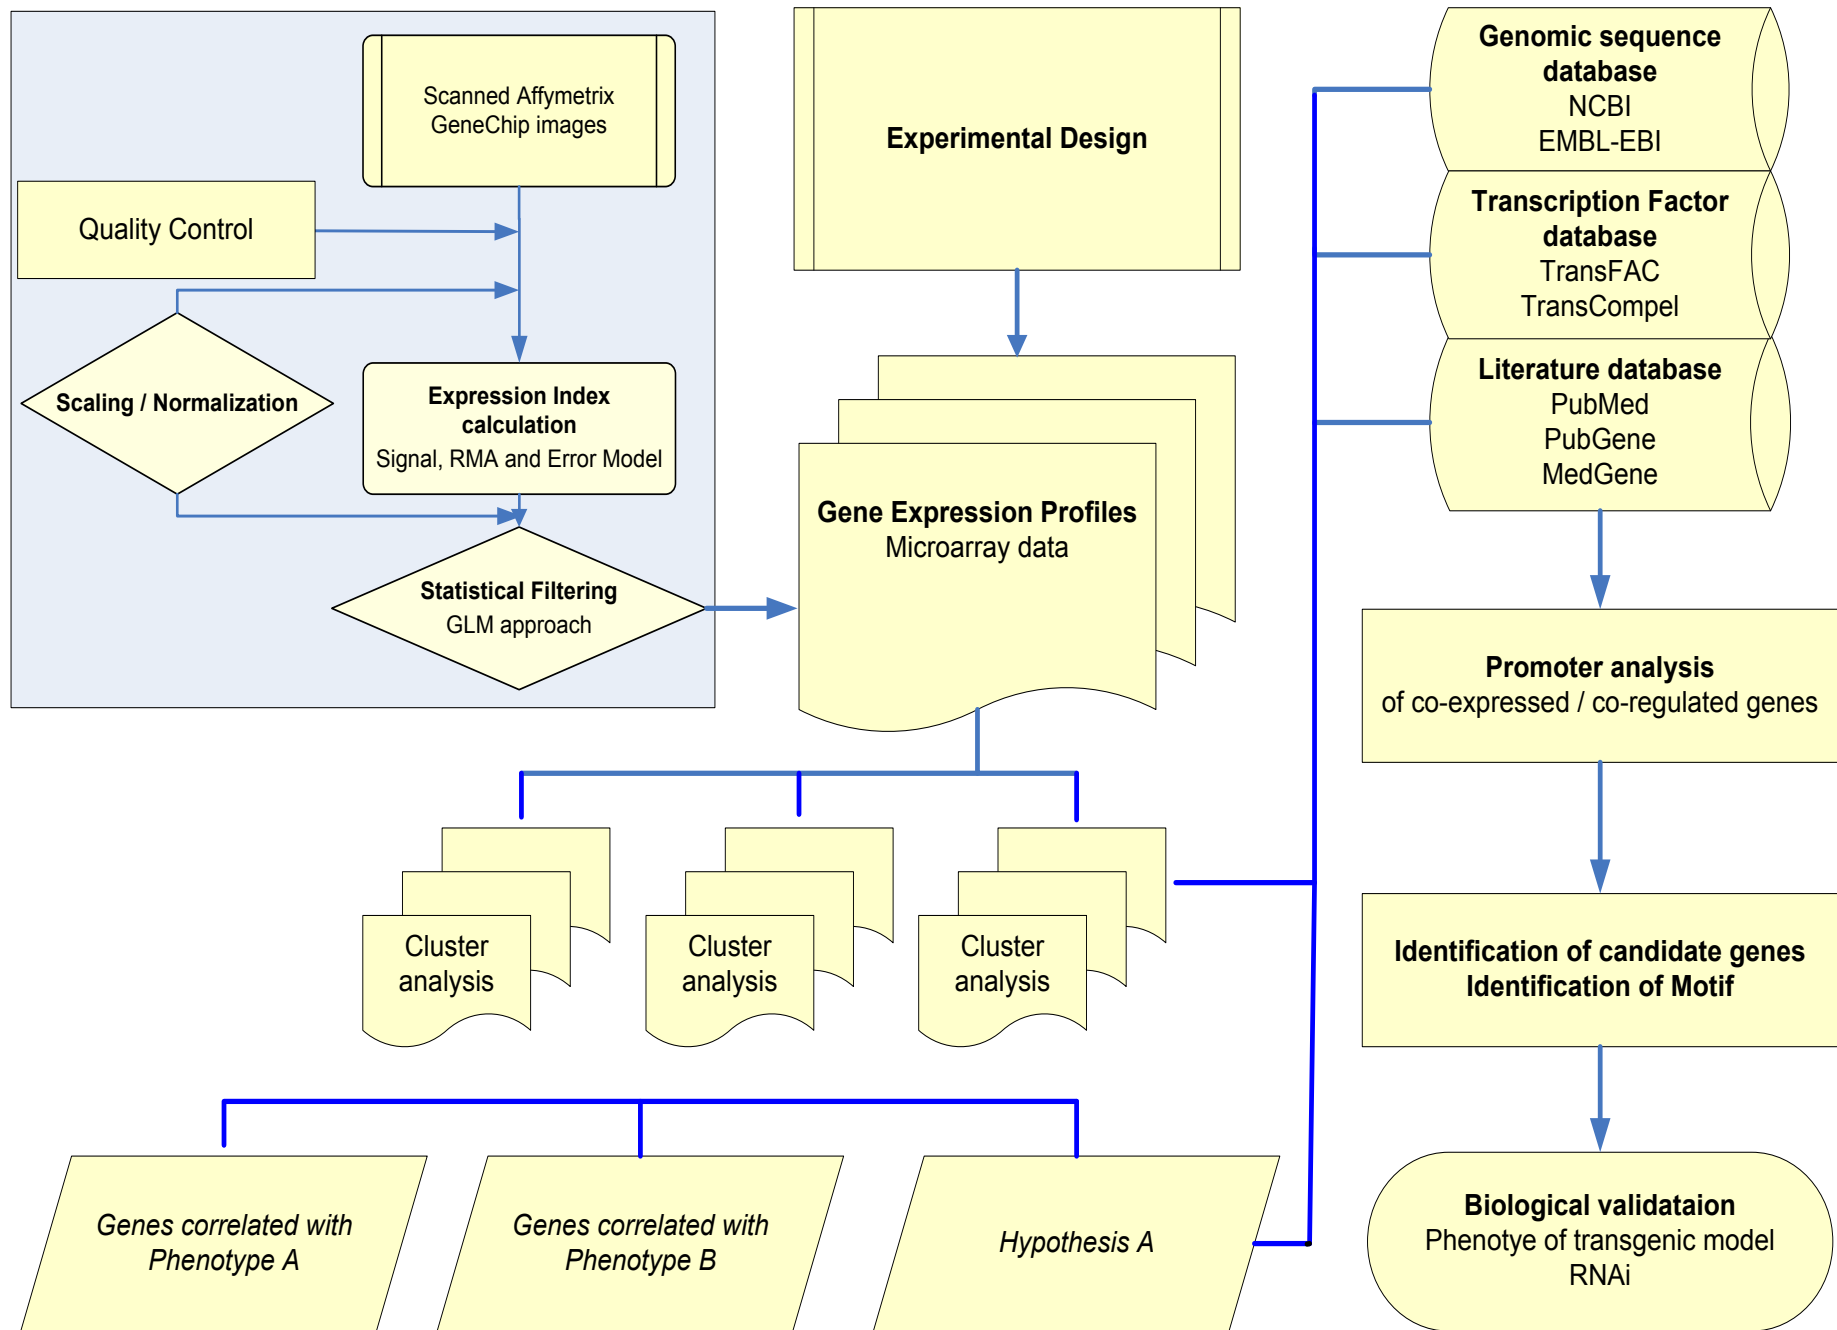 Scanned Affymetrix
GeneChip images
Quality Control
Scaling / Normalization
Expression Index
calculation
Signal, RMA and Error Model
Statistical Filtering
GLM approach
Experimental Design
Gene Expression Profiles
Microarray data
Cluster
analysis
Cluster
analysis
Cluster
analysis
Genes correlated with
Phenotype A
Genes correlated with
Phenotype B
Hypothesis A
Genomic sequence
database
NCBI
EMBL-EBI
Transcription Factor
database
TransFAC
TransCompel
Literature database
PubMed
PubGene
MedGene
Promoter analysis
of co-expressed / co-regulated genes
Identification of candidate genes
Identification of Motif
Biological validataion
Phenotye of transgenic model
RNAi